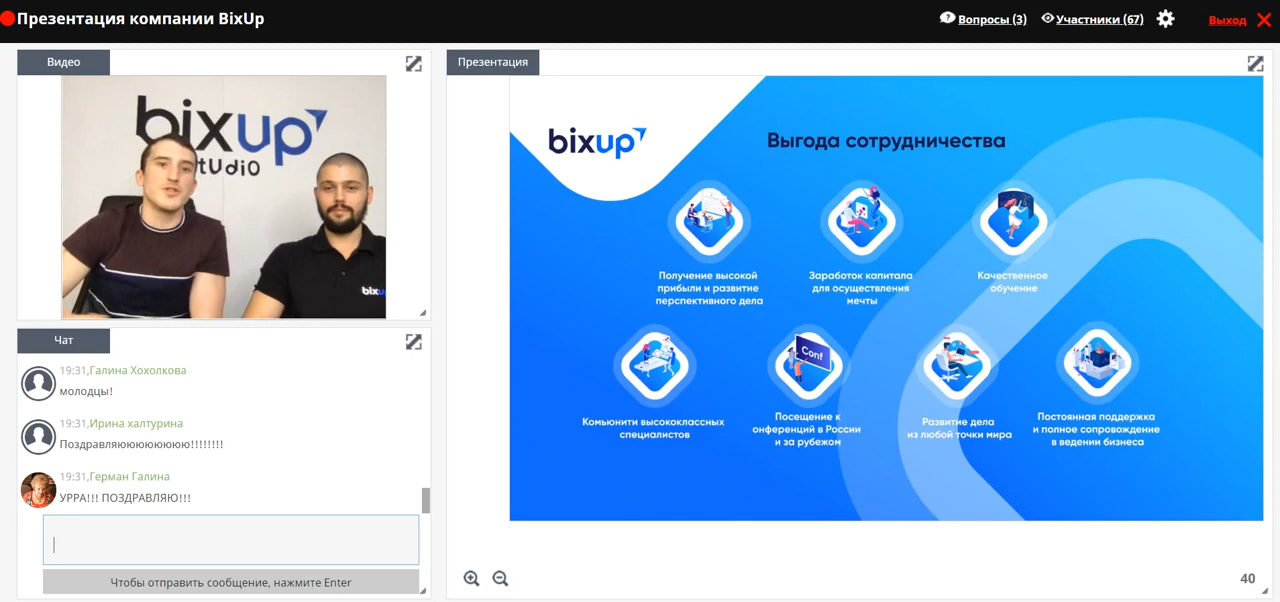 Презентация компании BixUp
Вопросы (3)
Участники (67)
Выход
Видео
bixup
studio
bixu
Чат
19:31,Галина Хохолкова
молодцы!
19:31,Ирина халтурина
Поздравляюююююююю!!!!!!!!
19:31,Герман Галина
УРРА!!! ПОЗДРАВЛЯЮ!!!
Чтобы отправить сообщение, нажмите Enter
Презентация
bixup
Выгода сотрудничества
Получение высокой
прибыли и развитие
перспективного дела
Заработок капитала
для осуществления
мечты
Качественное
обучение
Conf
Комьюнити высококлассных
специалистов
Посещение к
онференций в России
и за рубежом
Развитие дела
из любой точки мира
Постоянная поддержка
и полное сопровождение
в ведении бизнеса
40